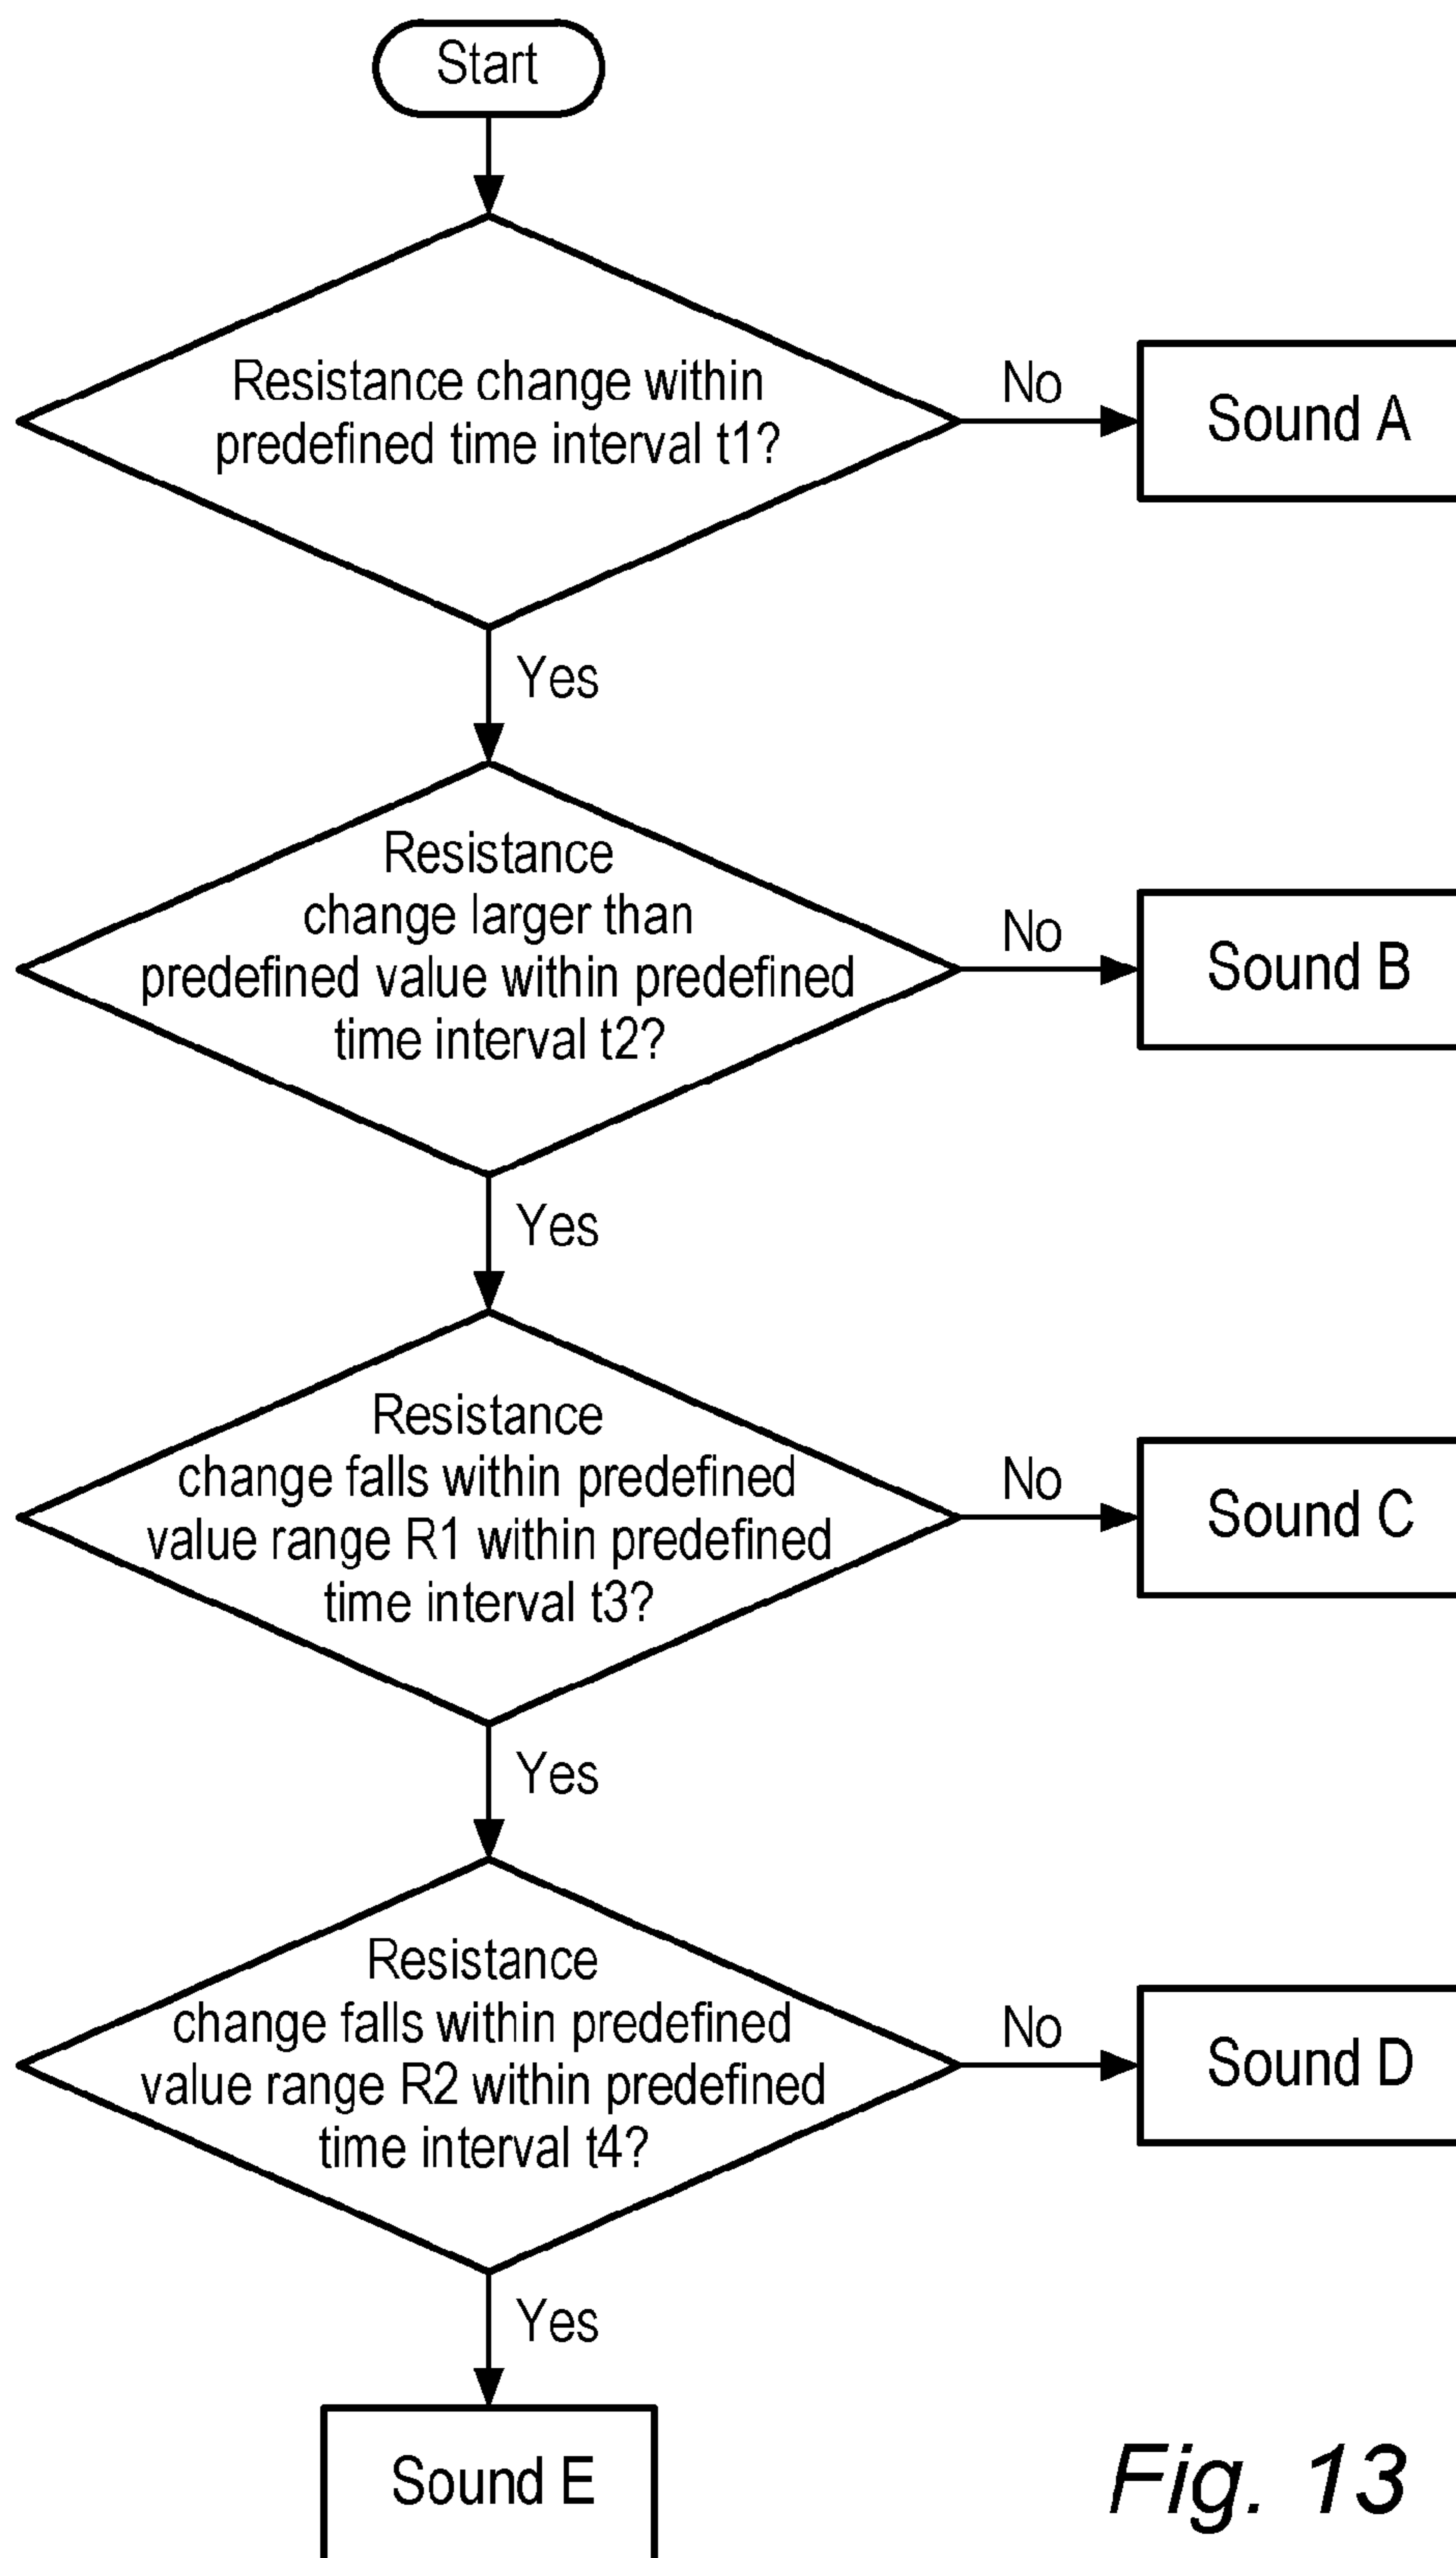 Start
Resistance change within
predefined time interval t1?
No
Sound A
Yes
Resistance
change larger than
predefined value within predefined
time interval t2?
No
Sound B
Yes
Resistance
change falls within predefined
value range R1 within predefined
time interval t3?
No
Sound C
Yes
Resistance
change falls within predefined
value range R2 within predefined
time interval t4?
No
Sound D
Yes
Sound E
Fig. 13